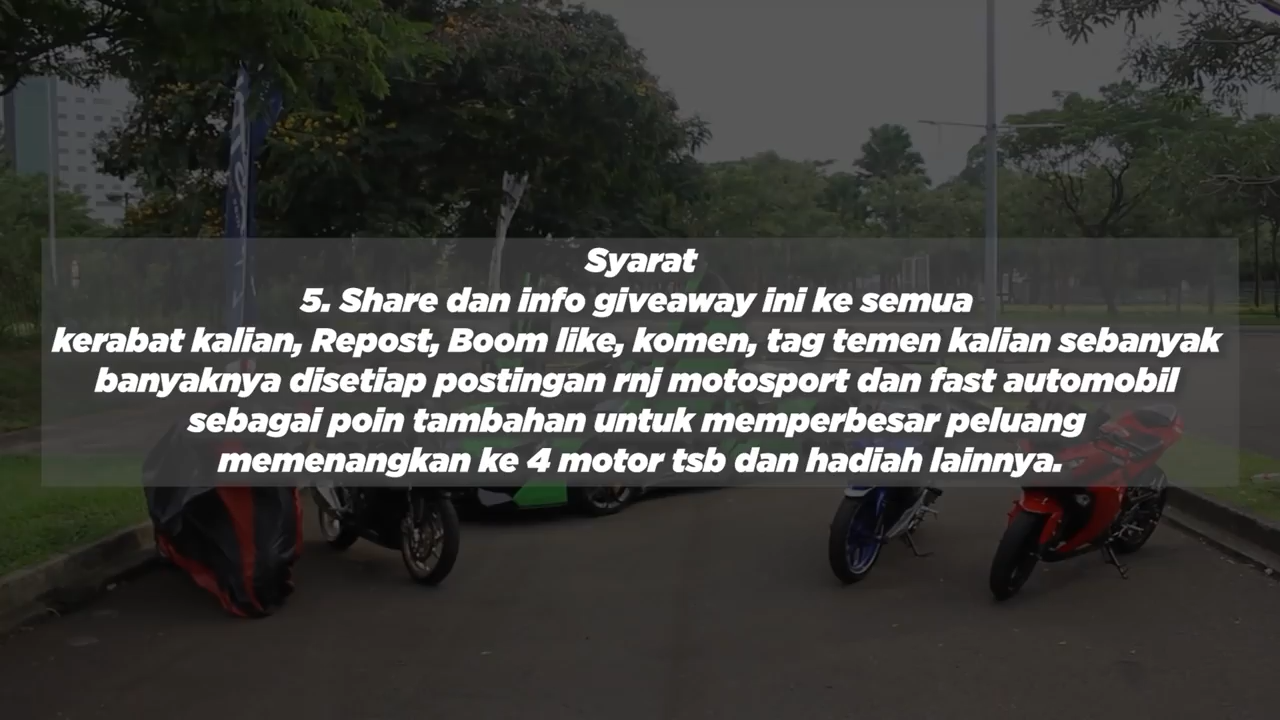 Syarat
5. Share dan info giveaway ini ke semua
kerabat kalian, Repost, Boom like, komen, tag temen kalian sebanyak
banyaknya disetiap postingan rnj motosport dan fast automobil
sebagai poin tambahan untuk memperbesar peluang
memenangkan ke 4 motor tsb dan hadiah lainnya.